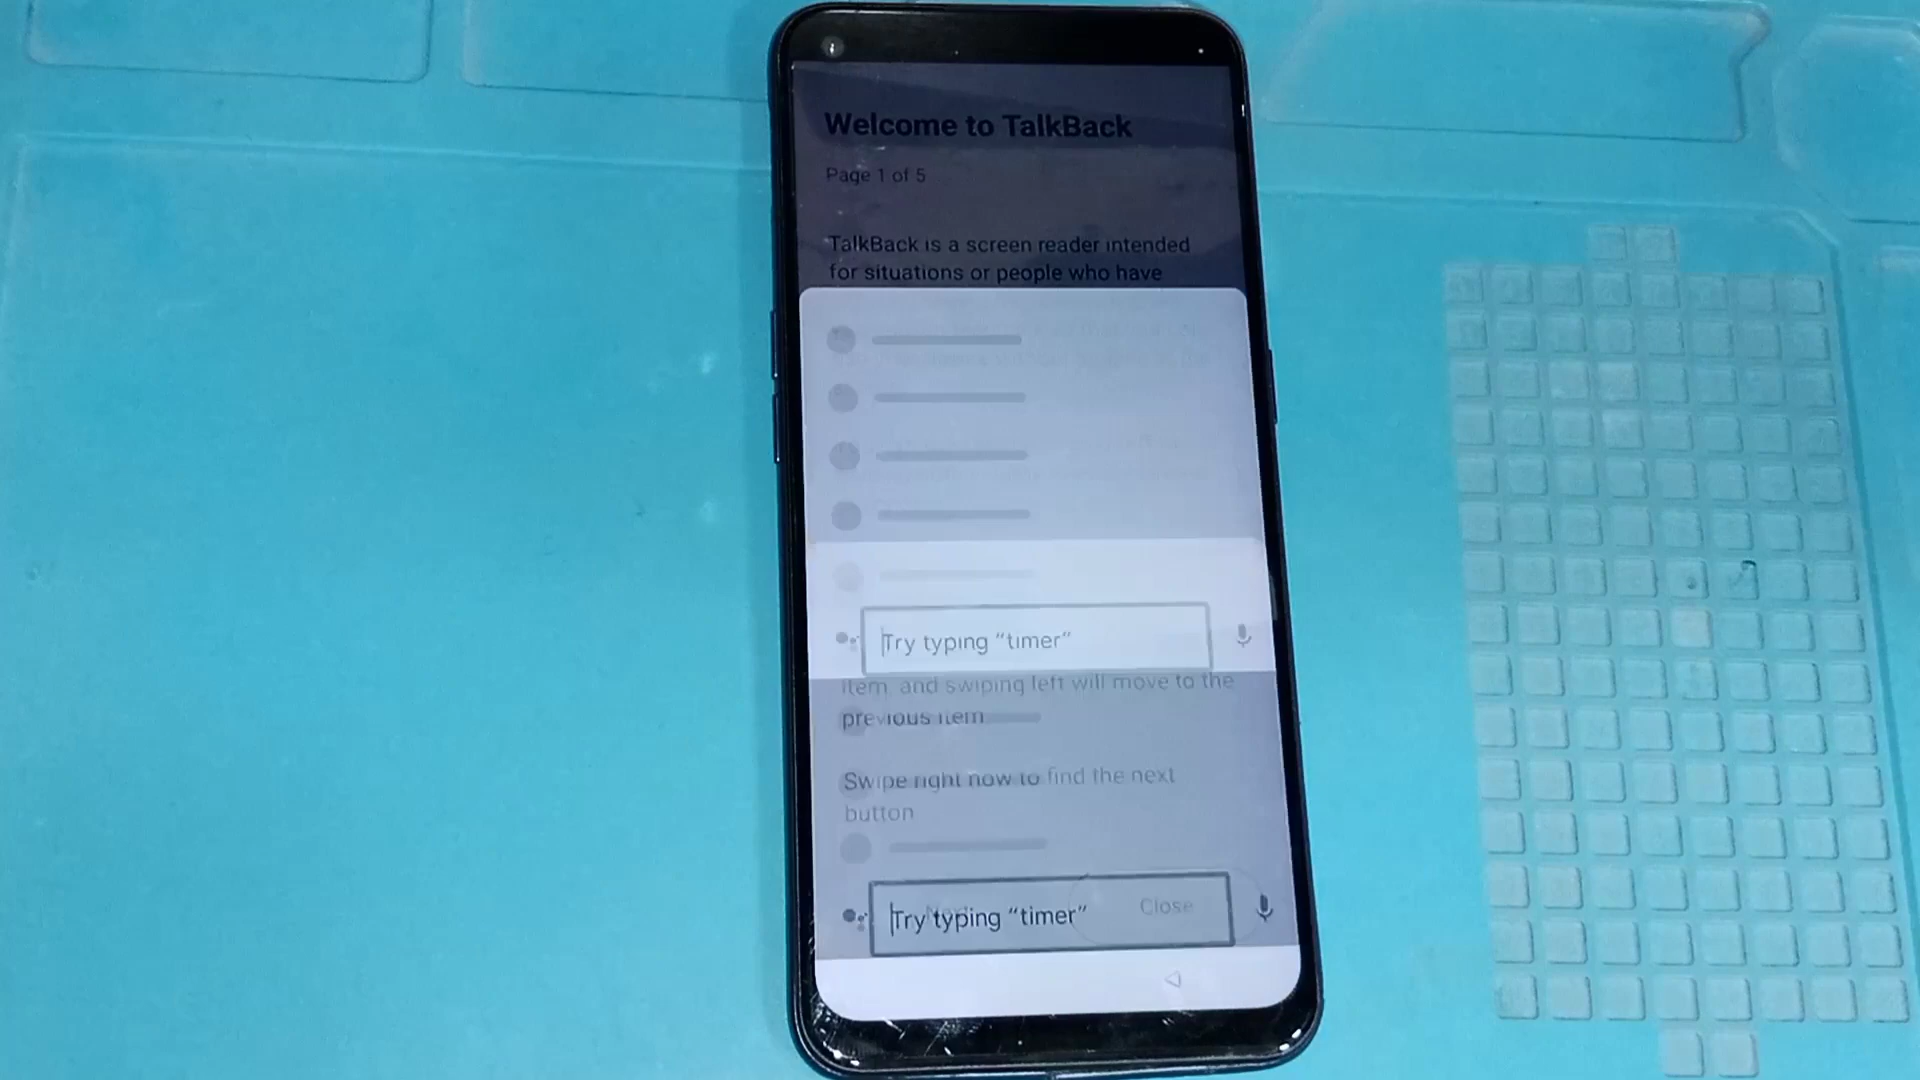 Welcome to TalkBack
Page 1 of 5
TalkBack is a screen reader intended
for situations or people who have
Try typing “timer”
item, and swiping left will move to the
previous item
Swipe right now to find the next
button
Try typing “timer”
Next
Close